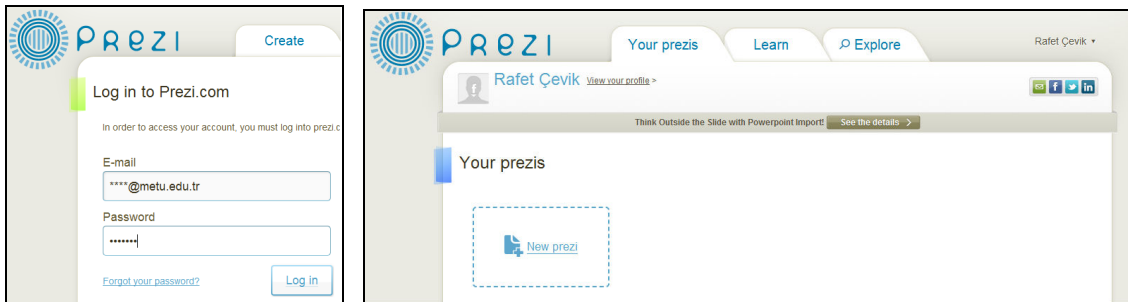 PREZI
Create
Log in to Prezi.com
In order to access your account, you must log into prezi.c
E-mail
****@metu.edu.tr
Password
•••••••
Forgot your password?
Log in
PREZI
Your prezis
Learn
Explore
Rafet Çevik
Rafet Çevik View your profile >
Think Outside the Slide with Powerpoint Import! See the details >
Your prezis
New prezi